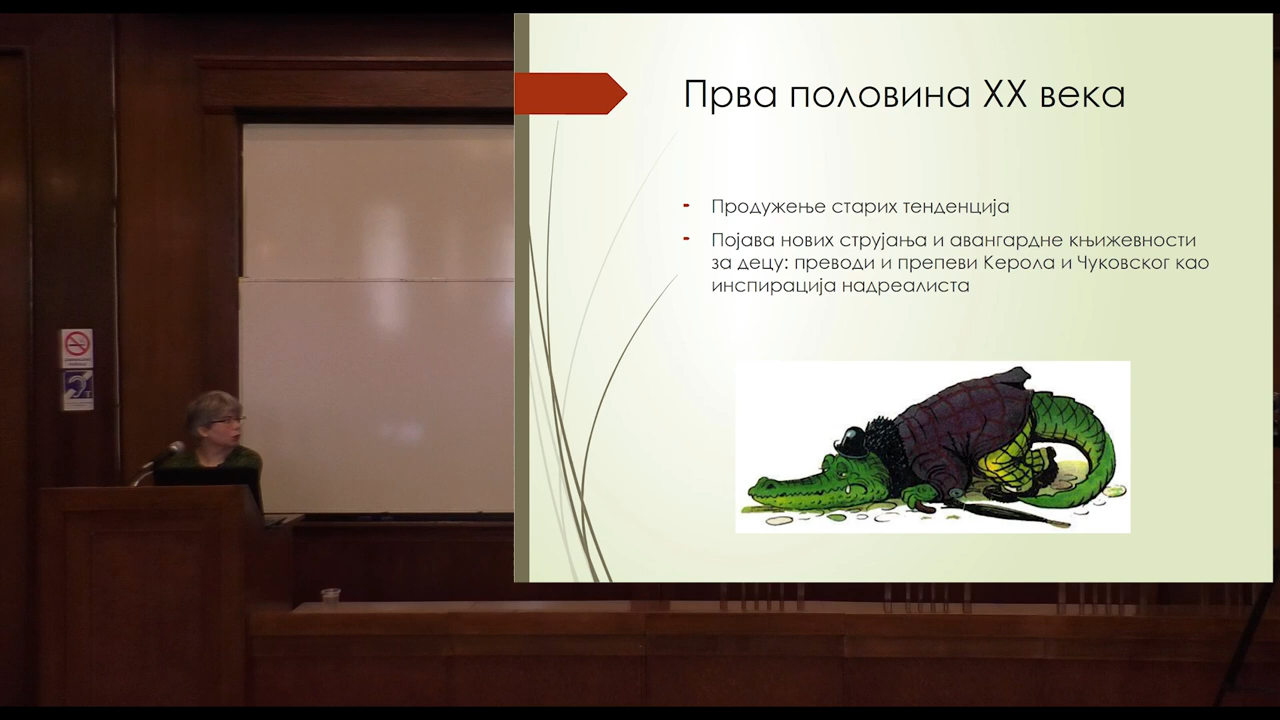 Прва половина XX века
Продужење старих тенденција
Појава нових струјања и авангардне књижевности
за децу: преводи и препеви Керола и Чуковског као
инспирација надреалиста